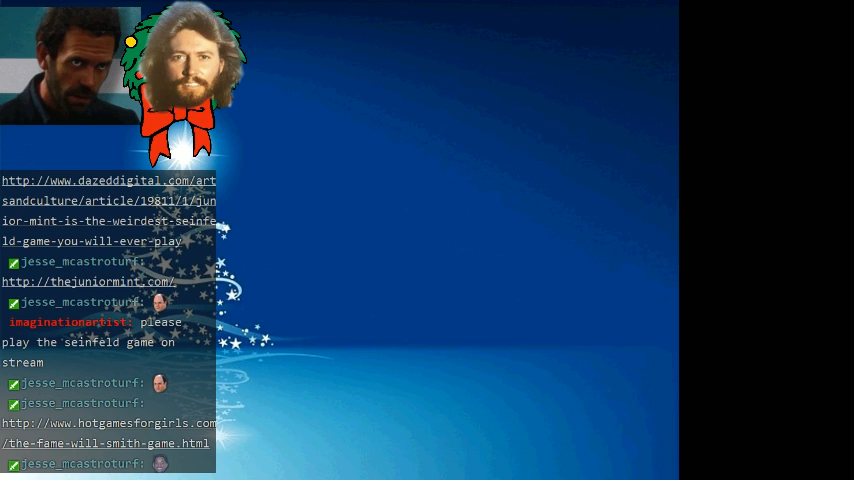 http://www.dazeddigital.com/art
sandculture/article/19811/1/jun
ior-mint-is-the-weirdest-seinfe
ld-game-you-will-ever-play
jesse_mcastroturf:
http://thejuniormint.com/
jesse_mcastroturf:
imaginationartist: please
play the seinfeld game on
stream
jesse_mcastroturf:
jesse_mcastroturf:
http://www.hotgamesforgirls.com
/the-fame-will-smith-game.html
jesse_mcastroturf: